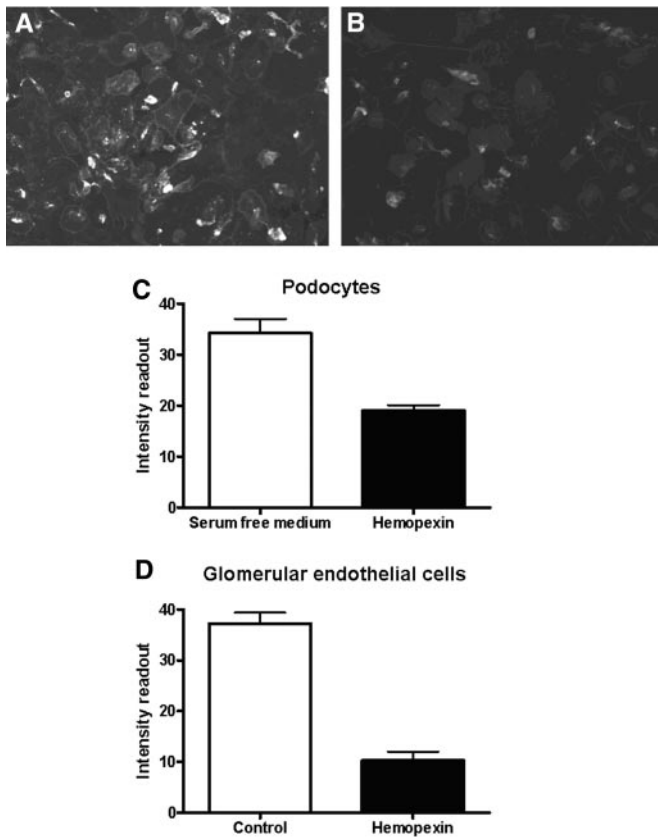 A
B
C
Podocytes
Intensity readout
40
30
20
10
0
Serum free medium
Hemopexin
D
Glomerular endothelial cells
Intensity readout
40
30
20
10
0
Control
Hemopexin